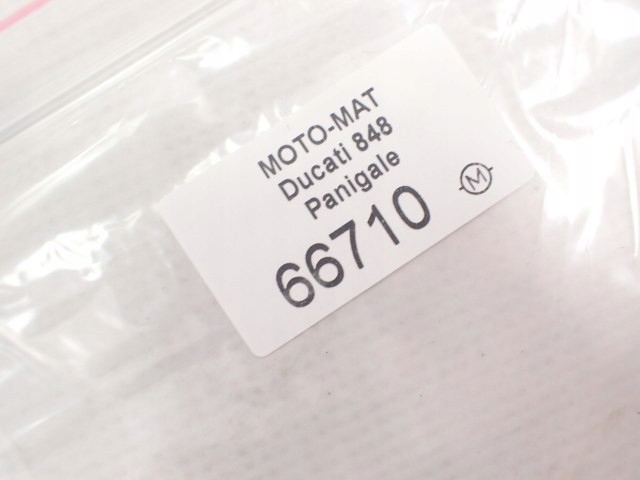 MOTO-MAT
Ducati 848
Panigale
66710
M